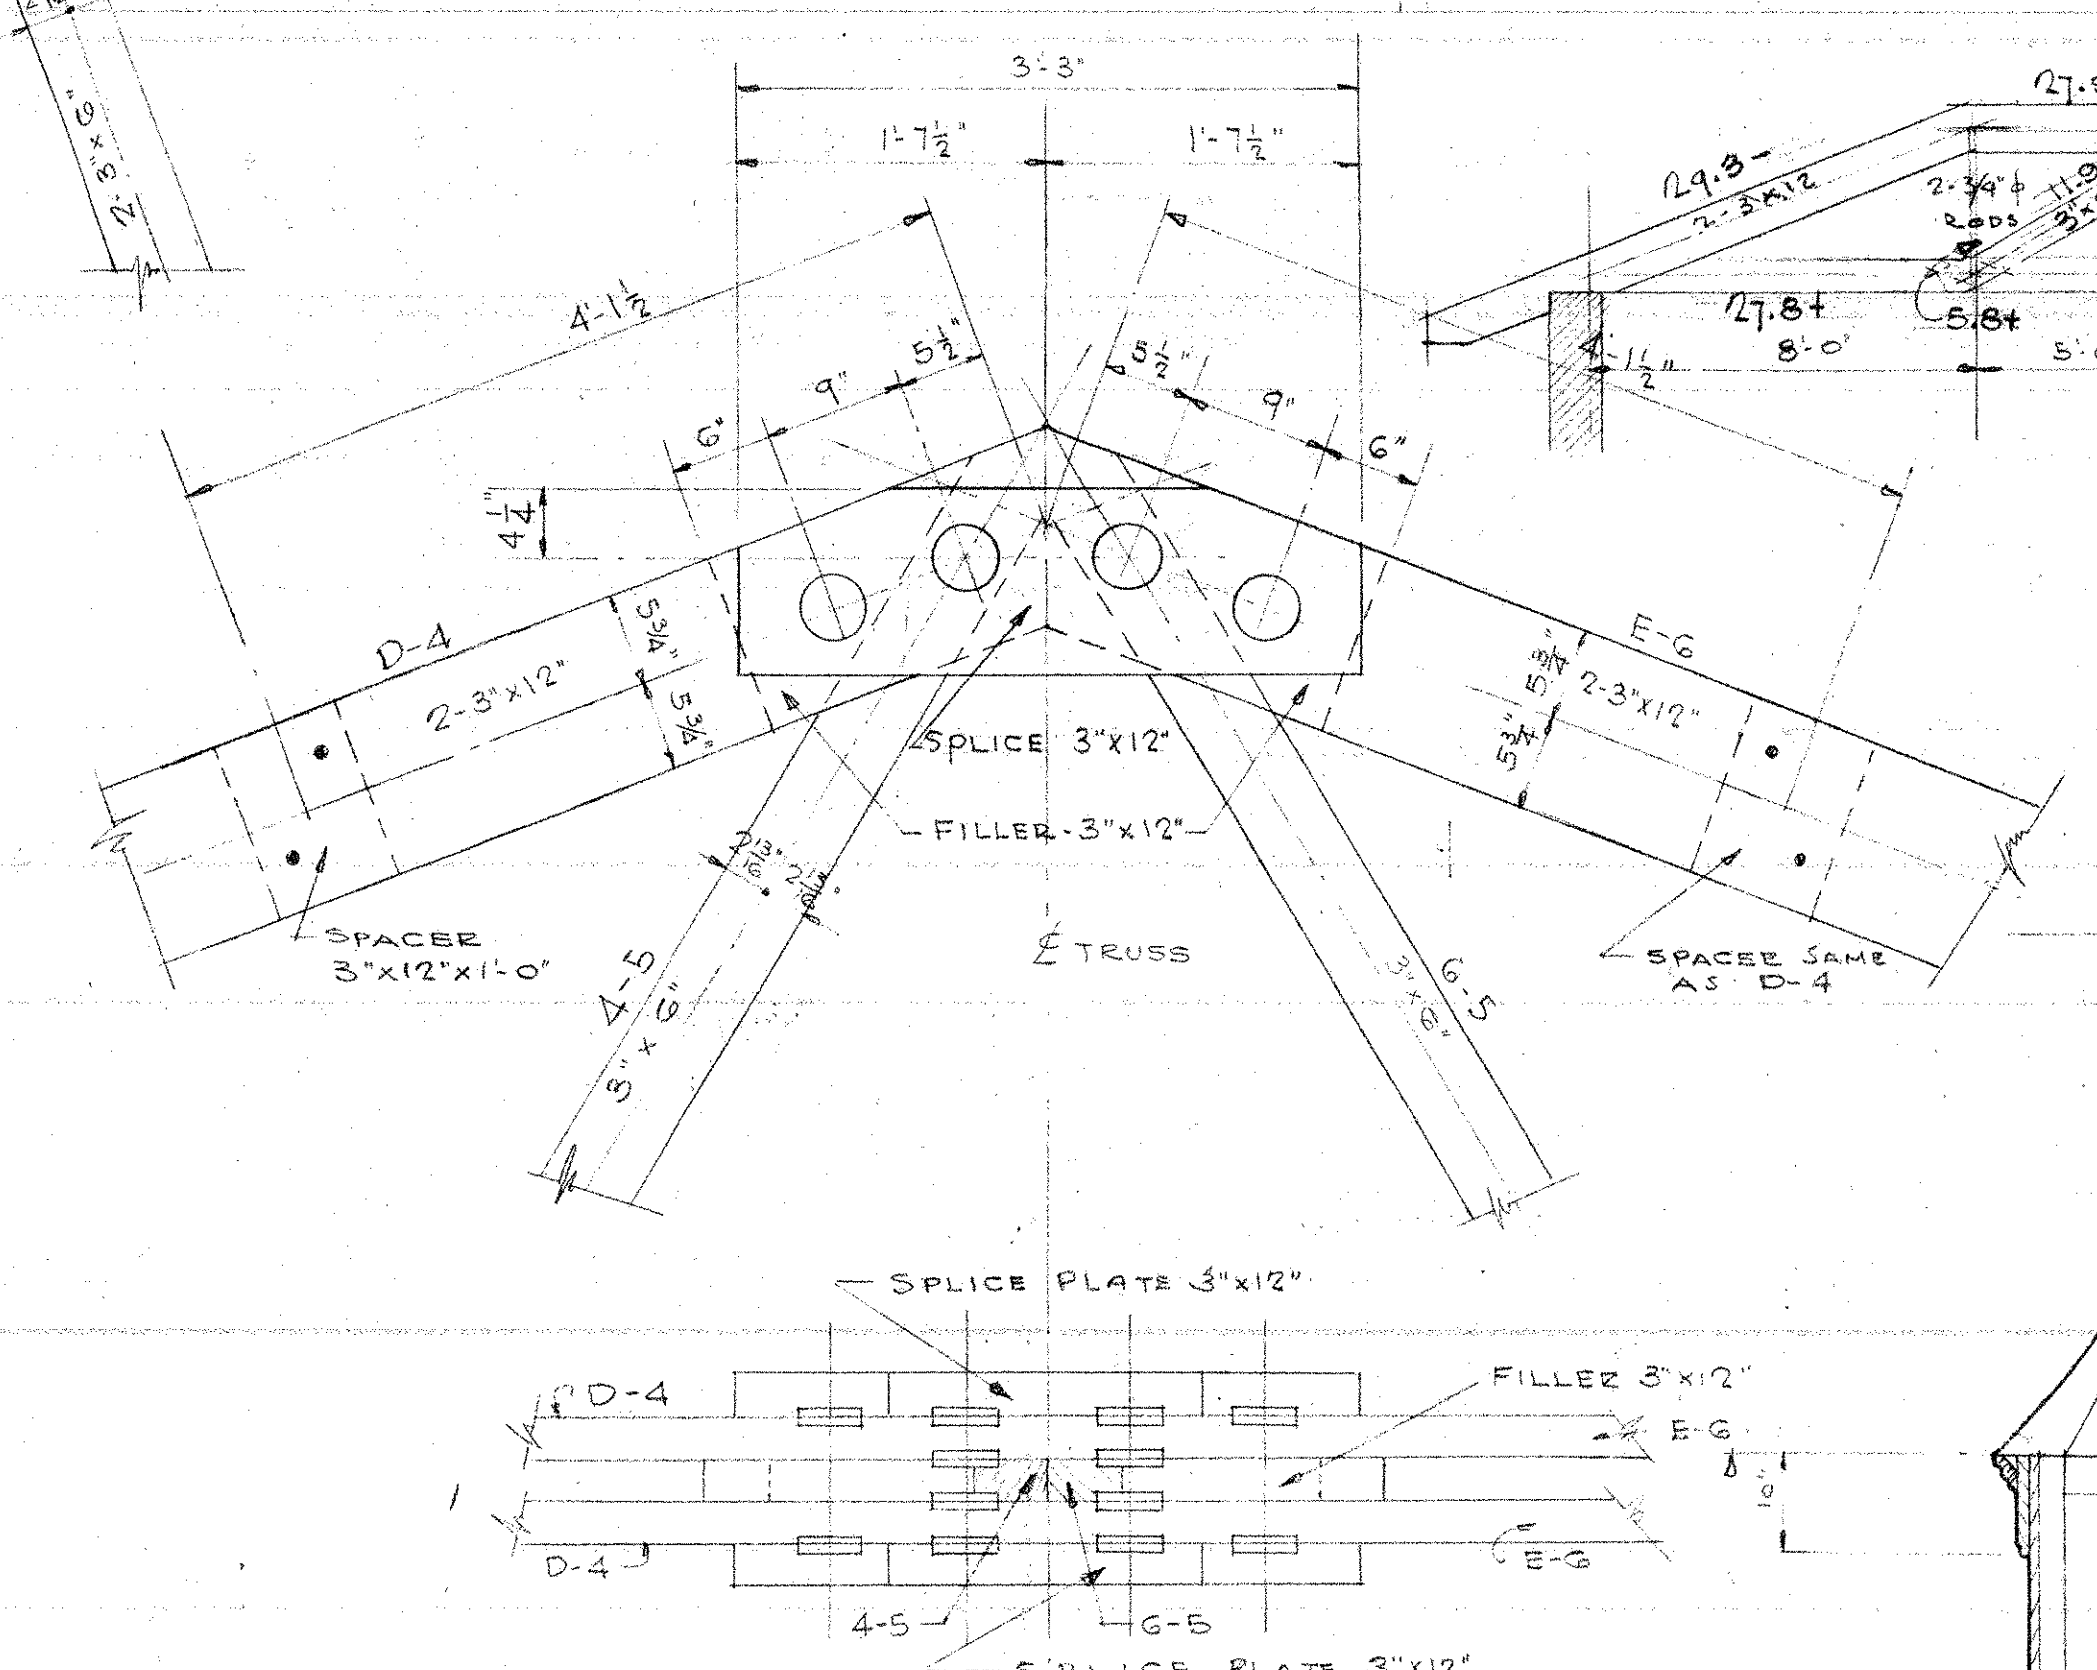 2-3"x6"
3'-3"
1'-7½"
1'-7½"
4'-1½
5½"
9"
6"
5½"
9"
6"
4'-1½"
4¼"
29.3-
2-3"x12
2-3/4"ϕ
RODS
27.8+
8'-0"
5.8+
D-4
2-3"x12"
5¾"
5¾"
E-6
2-3"x12"
5¾"
5¾"
SPLICE 3"x12"
FILLER-3"x12"
2 13/16"
SPACER
3"x12"x1'-0"
4-5
3"x6"
℄ TRUSS
6-5
3"x6"
SPACER SAME
AS D-4
SPLICE PLATE 3"x12"
FILLER 3"x12"
D-4
E-6
D-4
E-6
4-5
6-5
SPLICE PLATE 3"x12"